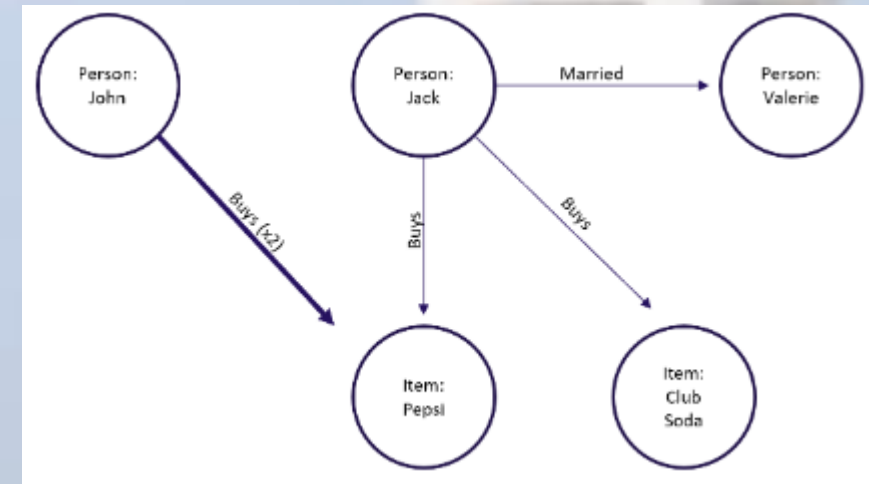 Person:
John
Person:
Jack
Married
Person:
Valerie
Buys (x2)
Buys
Buys
Item:
Pepsi
Item:
Club
Soda